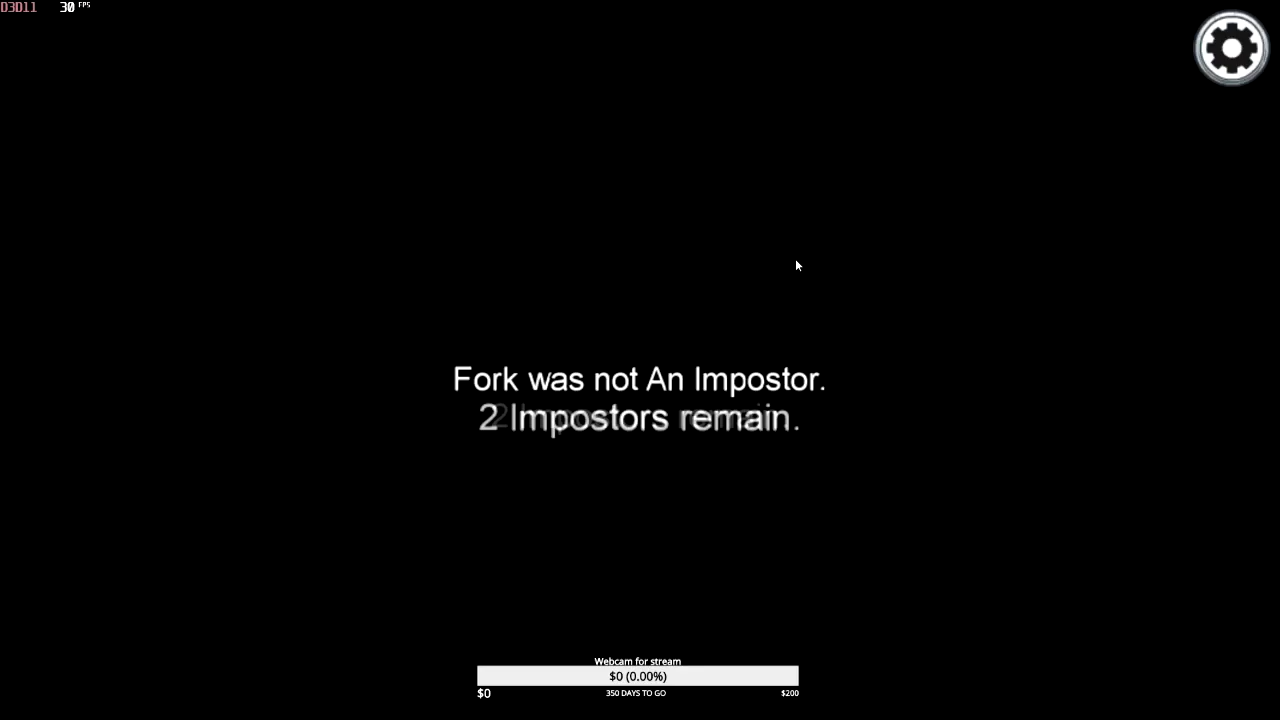 D3D11 30 FPS
Fork was not An Impostor.
2 Impostors remain.
Webcam for stream
$0 (0.00%)
$0 350 DAYS TO GO $200